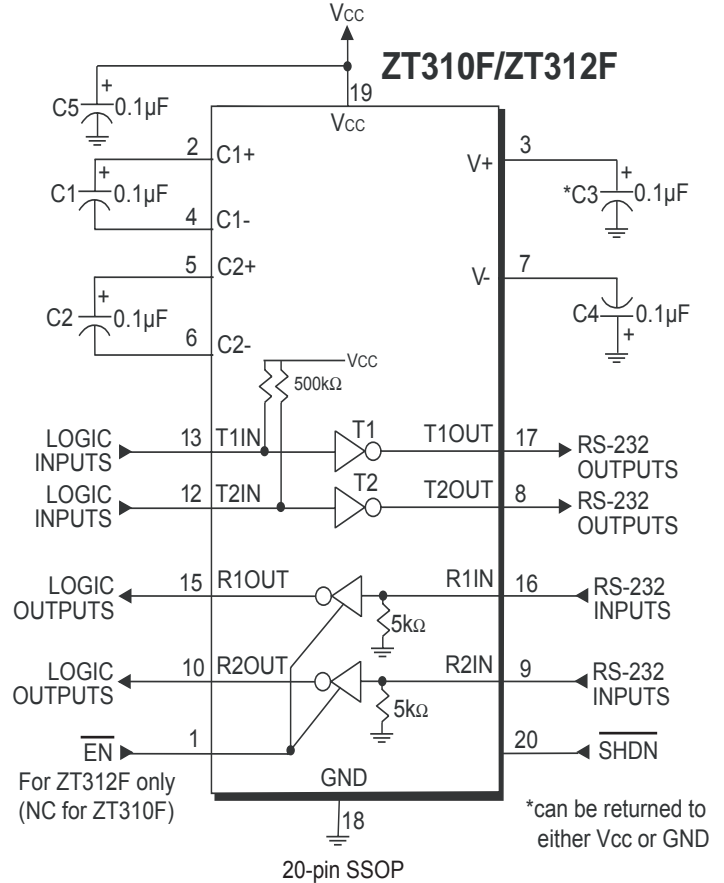 Vcc
ZT310F/ZT312F
19
Vcc
+
C5 0.1µF
2 C1+
+
C1 0.1µF
4 C1-
5 C2+
+
C2 0.1µF
6 C2-
V+ 3
+
*C3 0.1µF
V- 7
C4 0.1µF
+
Vcc
500kΩ
LOGIC
INPUTS
13 T1IN
T1
T1OUT 17
RS-232
OUTPUTS
LOGIC
INPUTS
12 T2IN
T2
T2OUT 8
RS-232
OUTPUTS
LOGIC
OUTPUTS
15 R1OUT
R1IN 16
RS-232
INPUTS
5kΩ
LOGIC
OUTPUTS
10 R2OUT
R2IN 9
RS-232
INPUTS
5kΩ
EN 1
20 SHDN
For ZT312F only
(NC for ZT310F)
GND
18
*can be returned to
either Vcc or GND
20-pin SSOP